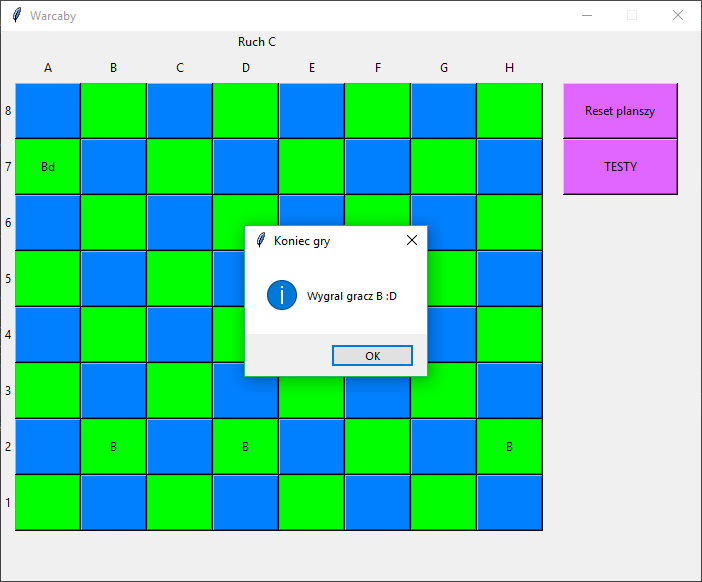 Warcaby
Ruch C
A B C D E F G H
8 Reset planszy
7 Bd TESTY
6
Koniec gry
5 Wygral gracz B :D
4
OK
3
2 B B B
1